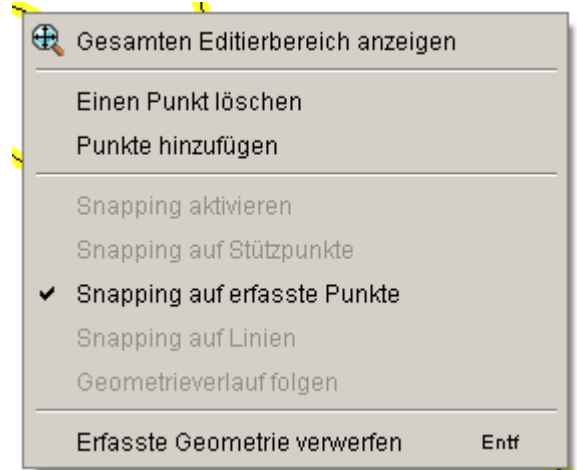 Gesamten Editierbereich anzeigen
Einen Punkt löschen
Punkte hinzufügen
Snapping aktivieren
Snapping auf Stützpunkte
Snapping auf erfasste Punkte
Snapping auf Linien
Geometrieverlauf folgen
Erfasste Geometrie verwerfen Entf